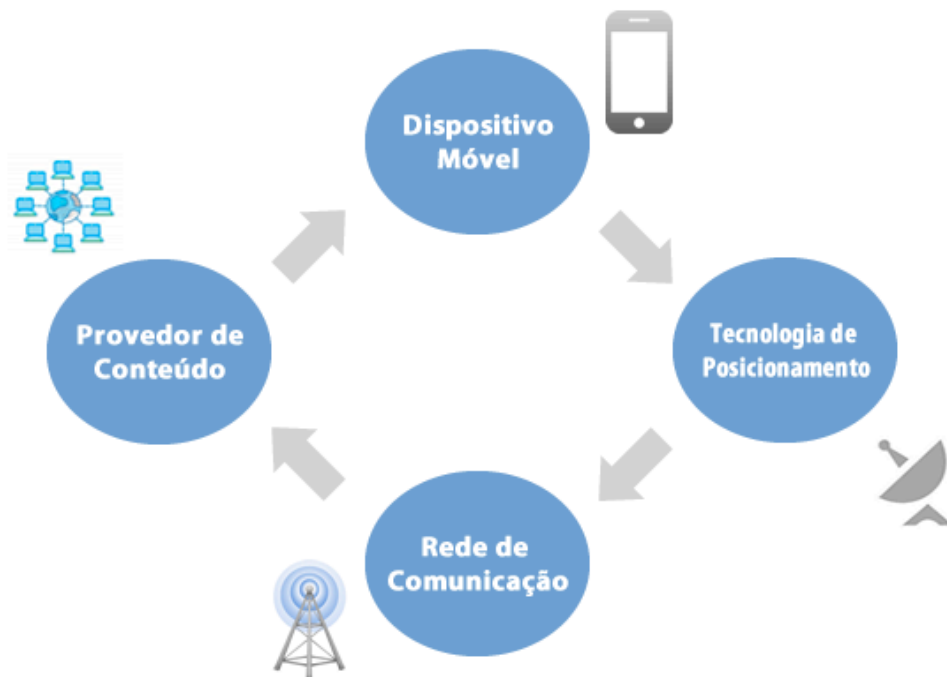 Dispositivo
Móvel
Tecnologia de
Posicionamento
Rede de
Comunicação
Provedor de
Conteúdo